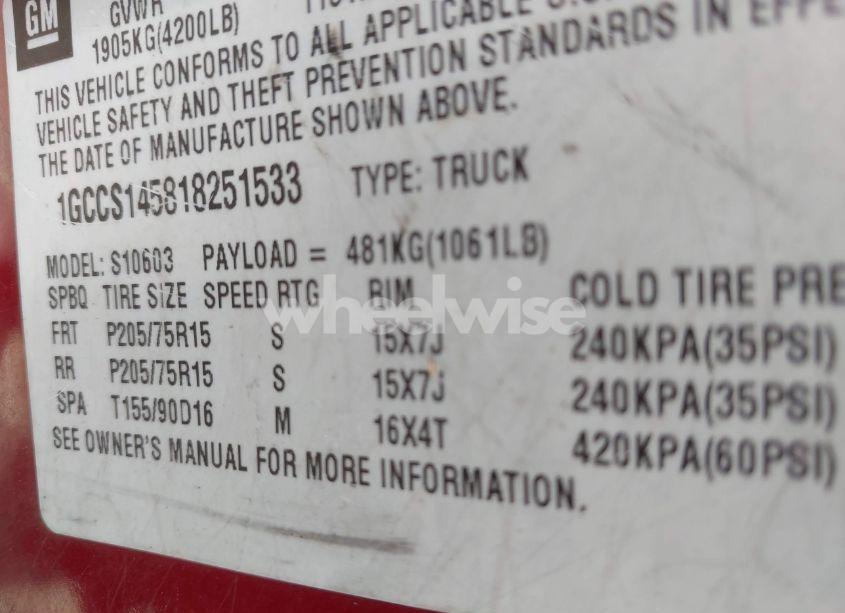 GM
GVWR
1905KG(4200LB)
THIS VEHICLE CONFORMS TO ALL APPLICABLE
VEHICLE SAFETY AND THEFT PREVENTION STANDARDS IN EFFE
THE DATE OF MANUFACTURE SHOWN ABOVE.
1GCCS145818251533 TYPE: TRUCK
MODEL: S10603 PAYLOAD = 481KG(1061LB)
SPBQ TIRE SIZE SPEED RTG RIM COLD TIRE PRE
wheelwise
FRT P205/75R15 S 15X7J 240KPA(35PSI)
RR P205/75R15 S 15X7J 240KPA(35PSI)
SPA T155/90D16 M 16X4T 420KPA(60PSI)
SEE OWNER'S MANUAL FOR MORE INFORMATION.